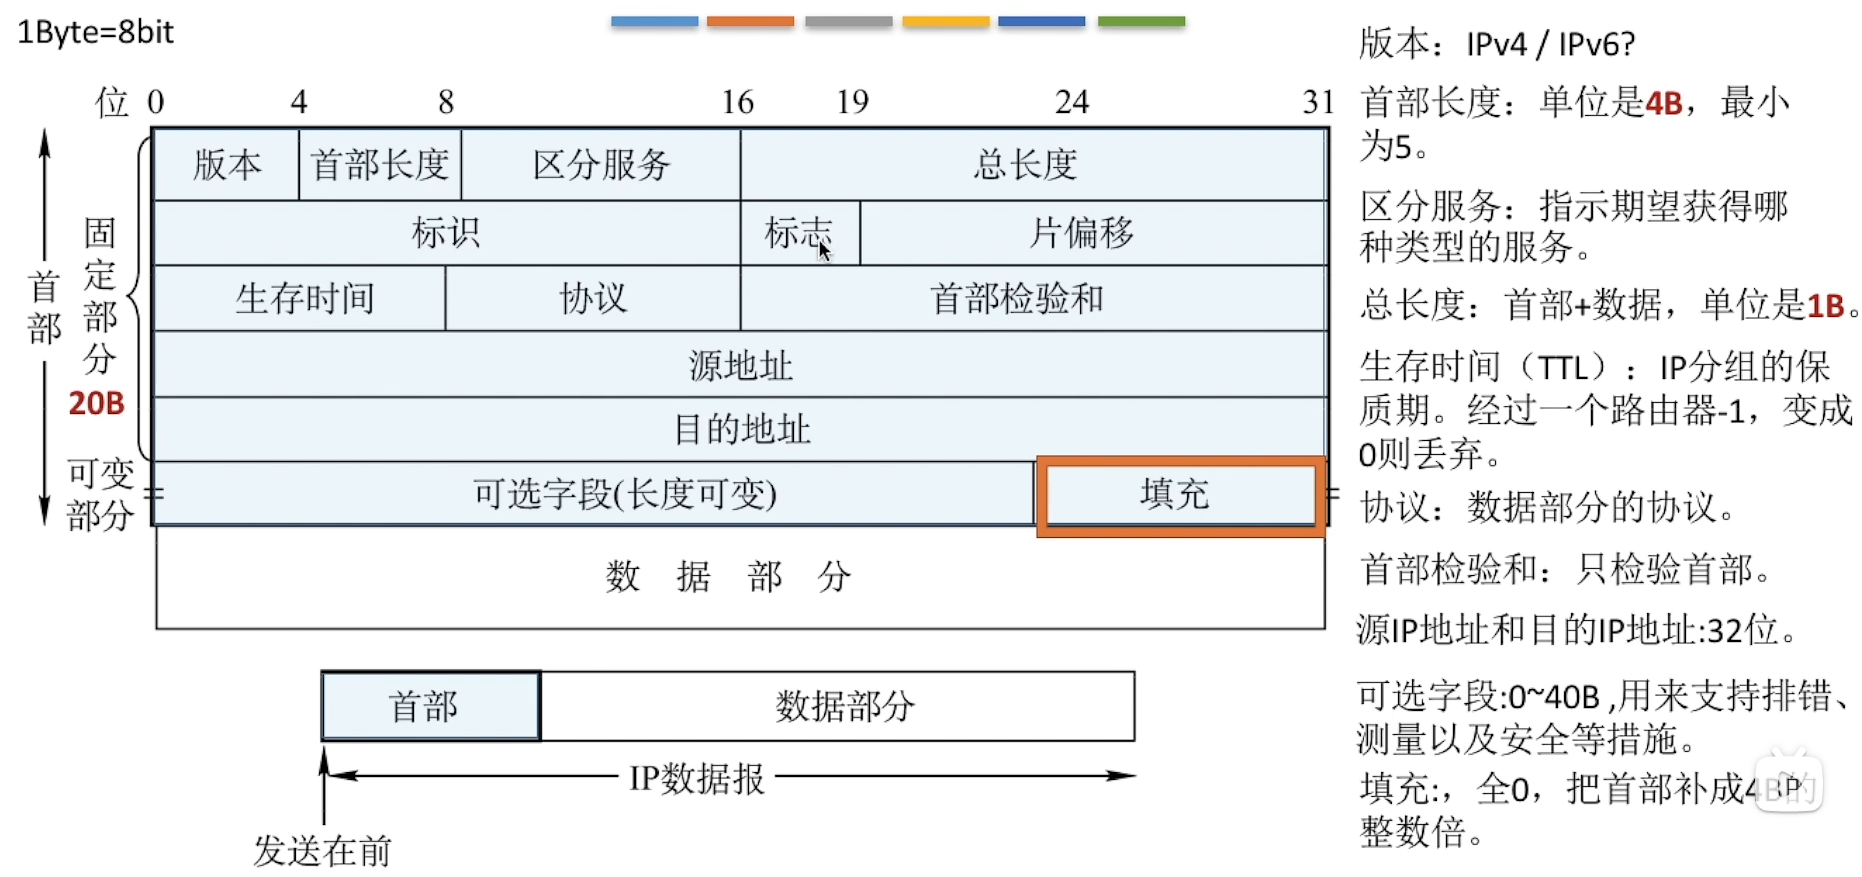 1Byte=8bit
位 0 4 8 16 19 24 31
版本 首部长度 区分服务 总长度
标识 标志 片偏移
生存时间 协议 首部检验和
源地址
目的地址
可选字段(长度可变) 填充
数 据 部 分
首部
固定部分
20B
可变
部分
首部 数据部分
IP数据报
发送在前
版本：IPv4 / IPv6?
首部长度：单位是4B，最小
为5。
区分服务：指示期望获得哪
种类型的服务。
总长度：首部+数据，单位是1B。
生存时间（TTL）：IP分组的保
质期。经过一个路由器-1，变成
0则丢弃。
协议：数据部分的协议。
首部检验和：只检验首部。
源IP地址和目的IP地址:32位。
可选字段:0~40B ,用来支持排错、
测量以及安全等措施。
填充:，全0，把首部补成4B的
整数倍。